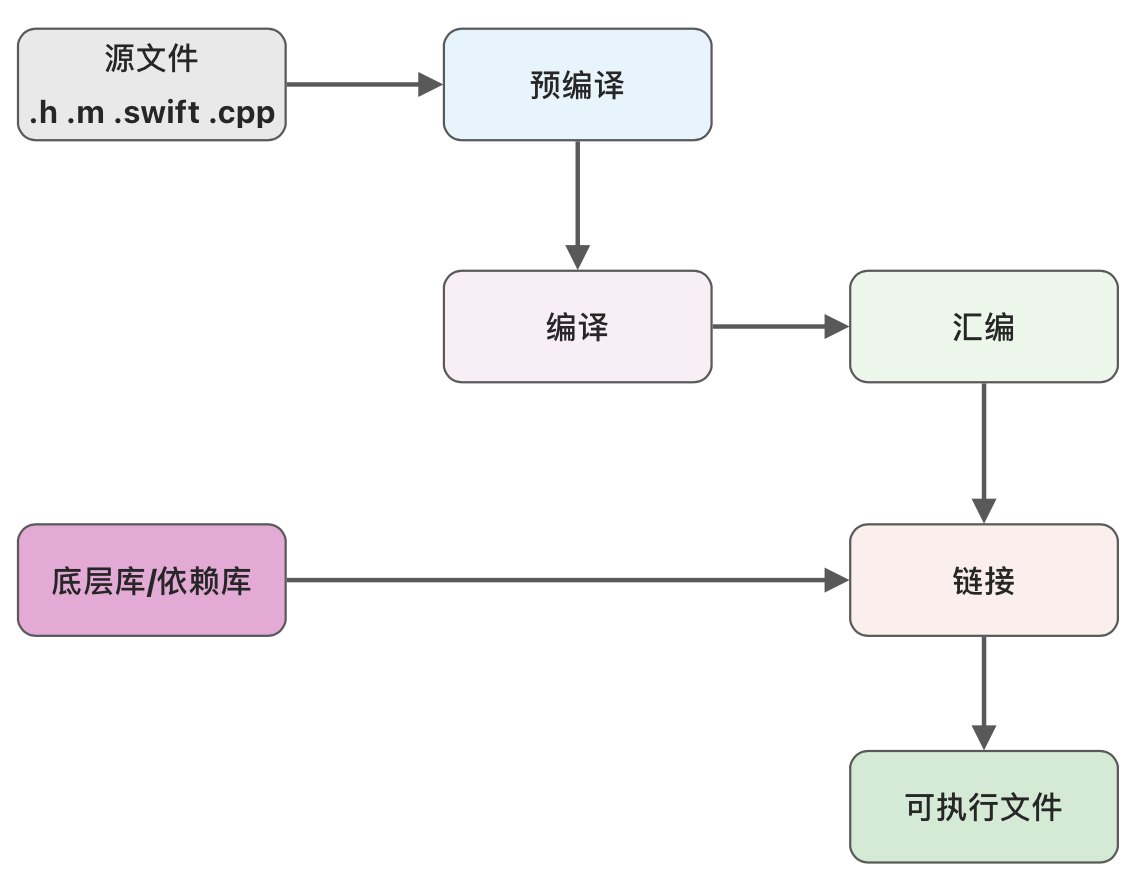 源文件
.h .m .swift .cpp
预编译
编译
汇编
底层库/依赖库
链接
可执行文件